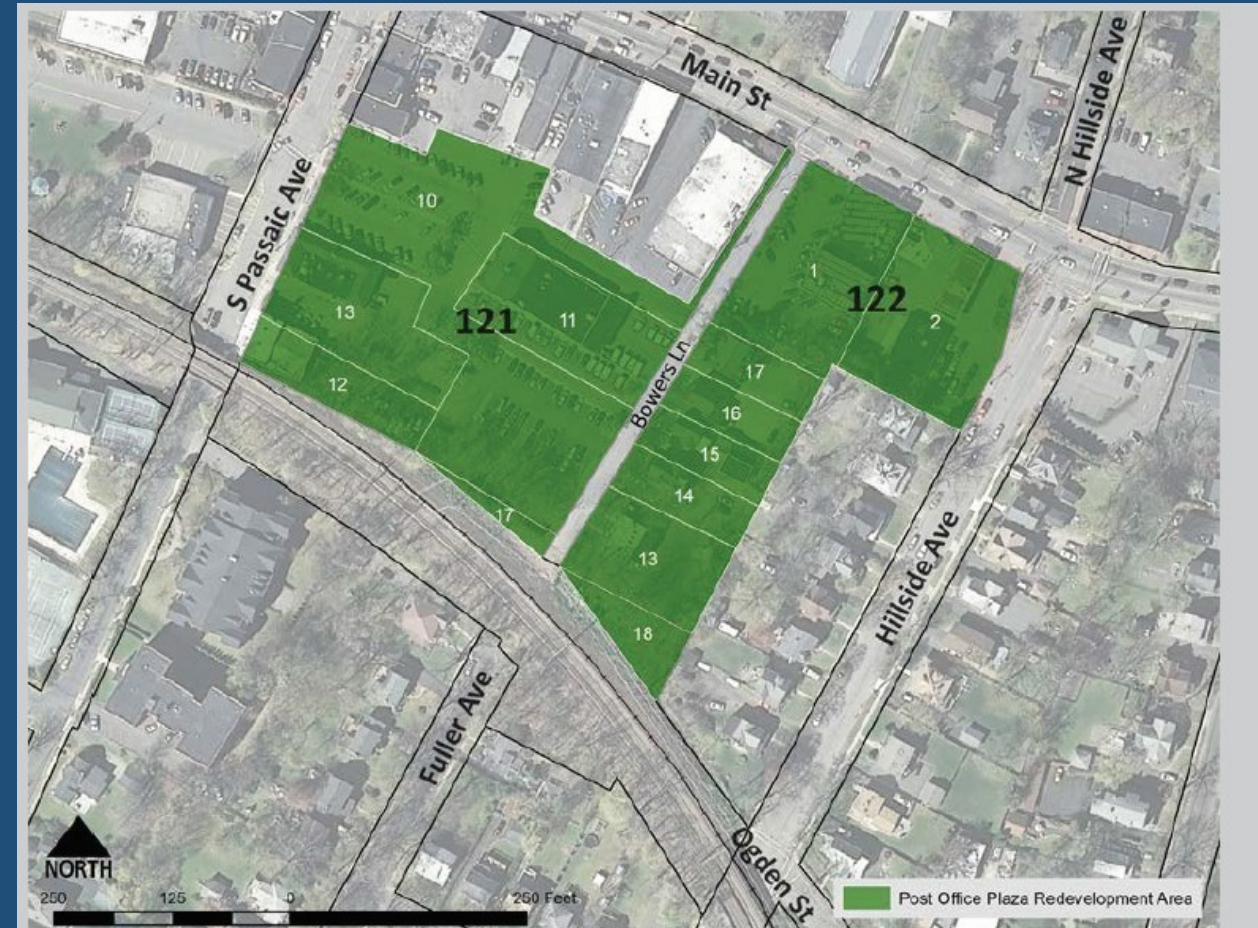 Main St
N Hillside Ave
S Passaic Ave
10
1
122
2
13
121
11
12
Bowers Ln
17
16
15
14
17
13
18
Hillside Ave
Fuller Ave
Ogden St
NORTH
250 125 0 250 Feet
Post Office Plaza Redevelopment Area